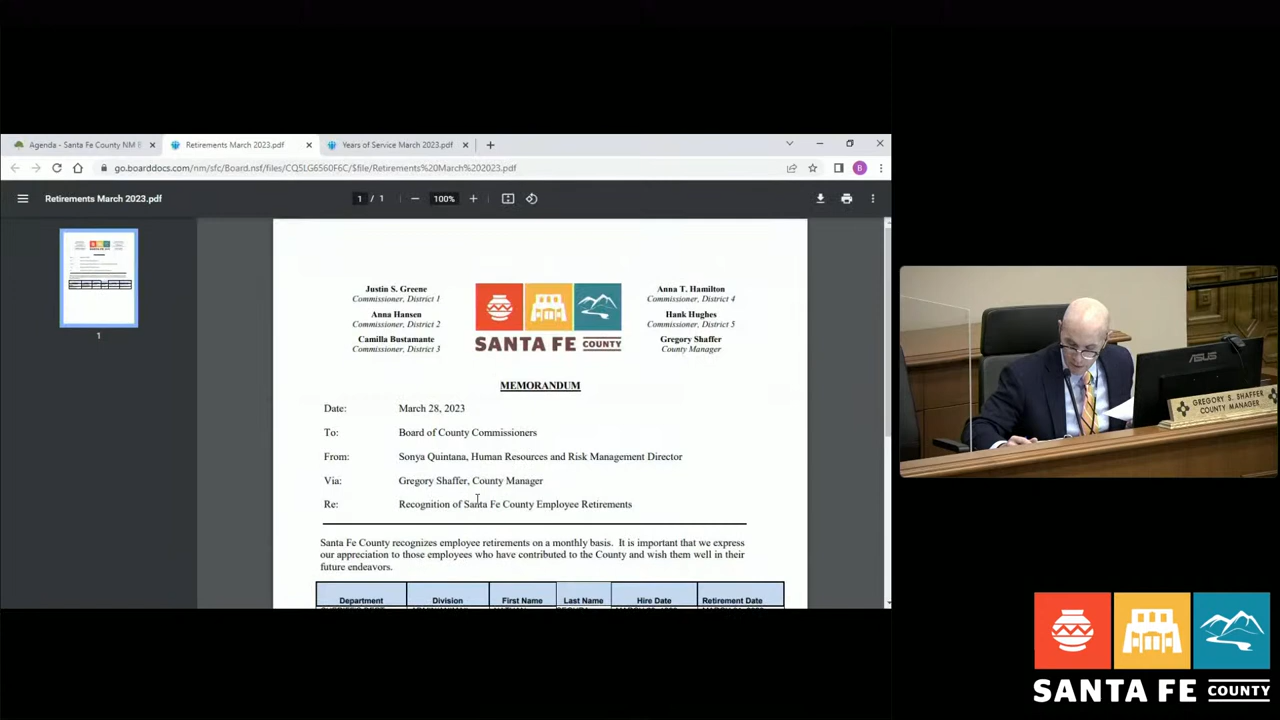 Agenda - Santa Fe County NM
Retirements March 2023.pdf
Years of Service March 2023.pdf
go.boarddocs.com/nm/sfc/Board.nsf/files/CQ5LG6560F6C/$file/Retirements%20March%202023.pdf
B
Retirements March 2023.pdf
1 / 1
100%
1
Justin S. Greene
Commissioner, District 1
Anna Hansen
Commissioner, District 2
Camilla Bustamante
Commissioner, District 3
SANTA FE COUNTY
Anna T. Hamilton
Commissioner, District 4
Hank Hughes
Commissioner, District 5
Gregory Shaffer
County Manager
MEMORANDUM
Date: March 28, 2023
To: Board of County Commissioners
From: Sonya Quintana, Human Resources and Risk Management Director
Via: Gregory Shaffer, County Manager
Re: Recognition of Santa Fe County Employee Retirements
Santa Fe County recognizes employee retirements on a monthly basis. It is important that we express
our appreciation to those employees who have contributed to the County and wish them well in their
future endeavors.
Department Division First Name Last Name Hire Date Retirement Date
ASUS
GREGORY S. SHAFFER
COUNTY MANAGER
SANTA FE COUNTY